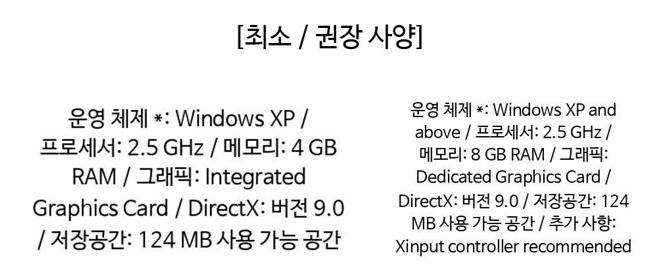 [최소 / 권장 사양]
운영 체제 *: Windows XP /
프로세서: 2.5 GHz / 메모리: 4 GB
RAM / 그래픽: Integrated
Graphics Card / DirectX: 버전 9.0
/ 저장공간: 124 MB 사용 가능 공간
운영 체제 *: Windows XP and
above / 프로세서: 2.5 GHz /
메모리: 8 GB RAM / 그래픽:
Dedicated Graphics Card /
DirectX: 버전 9.0 / 저장공간: 124
MB 사용 가능 공간 / 추가 사항:
Xinput controller recommended